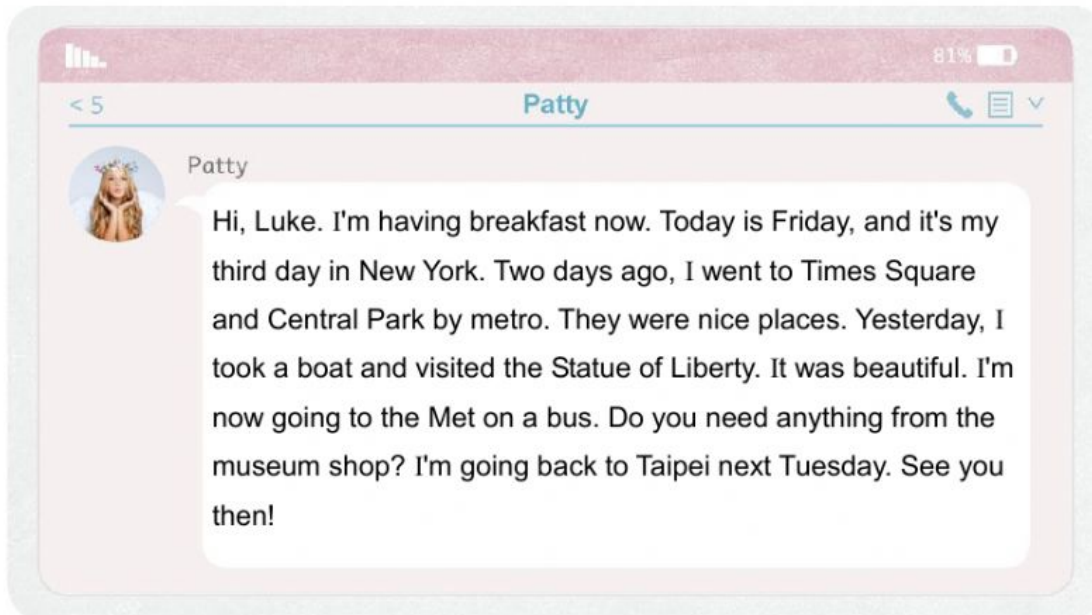 81%
< 5
Patty
Patty
Hi, Luke. I'm having breakfast now. Today is Friday, and it's my
third day in New York. Two days ago, I went to Times Square
and Central Park by metro. They were nice places. Yesterday, I
took a boat and visited the Statue of Liberty. It was beautiful. I'm
now going to the Met on a bus. Do you need anything from the
museum shop? I'm going back to Taipei next Tuesday. See you
then!